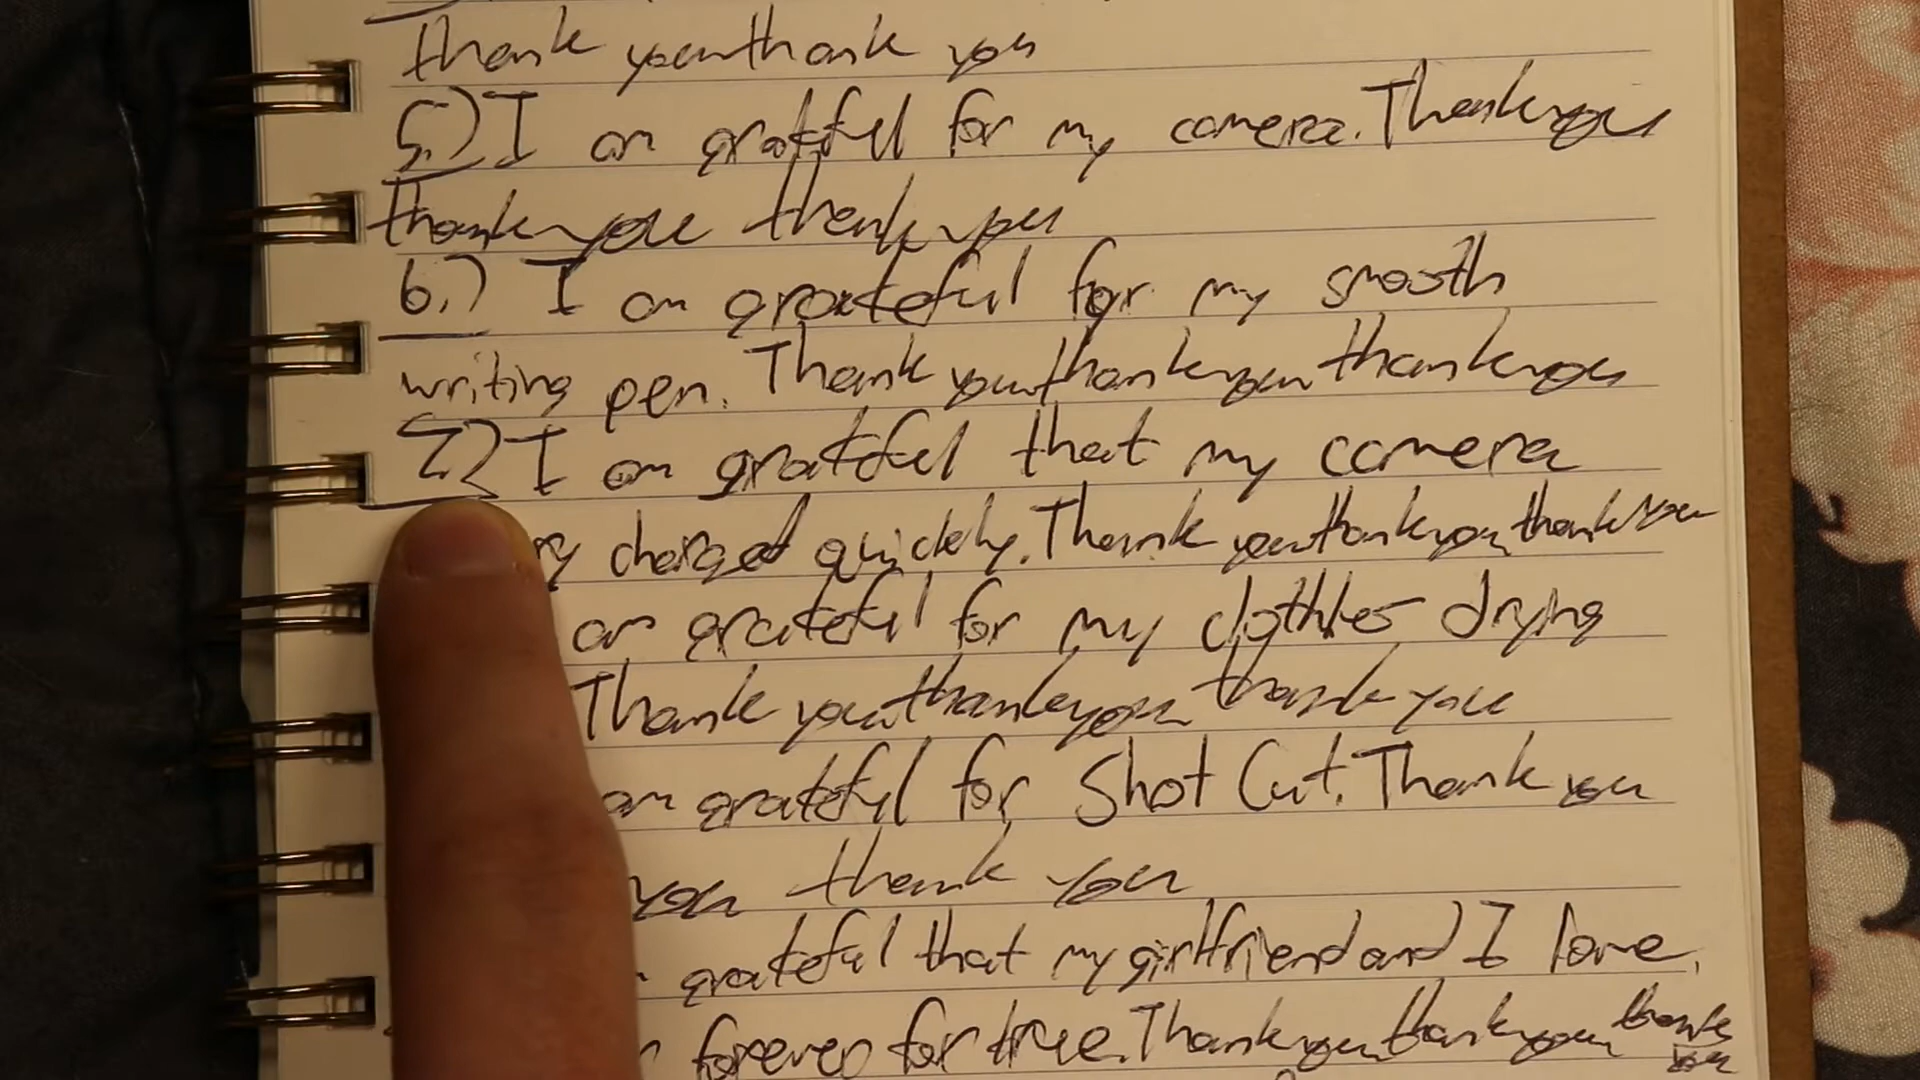 Thank you thank you
5.) I am grateful for my camera. Thank you
thank you thank you
6.) I am grateful for my smooth
writing pen. Thank you thank you thank you
7.) I am grateful that my camera
ry charged quickly. Thank you thank you thank you
am grateful for my clothles drying
Thank you thank you thank you
am grateful for Shot Cut. Thank you
you thank you
grateful that my girlfriend and I love
forever for true. Thank you thank you thank
you